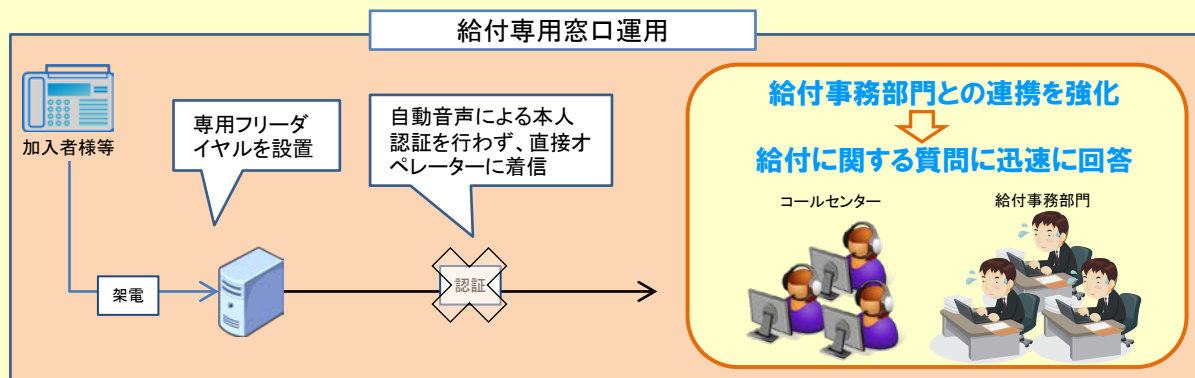 給付専用窓口運用
加入者様等
専用フリーダ
イヤルを設置
自動音声による本人
認証を行わず、直接オ
ペレーターに着信
架電
認証
給付事務部門との連携を強化
給付に関する質問に迅速に回答
コールセンター
給付事務部門